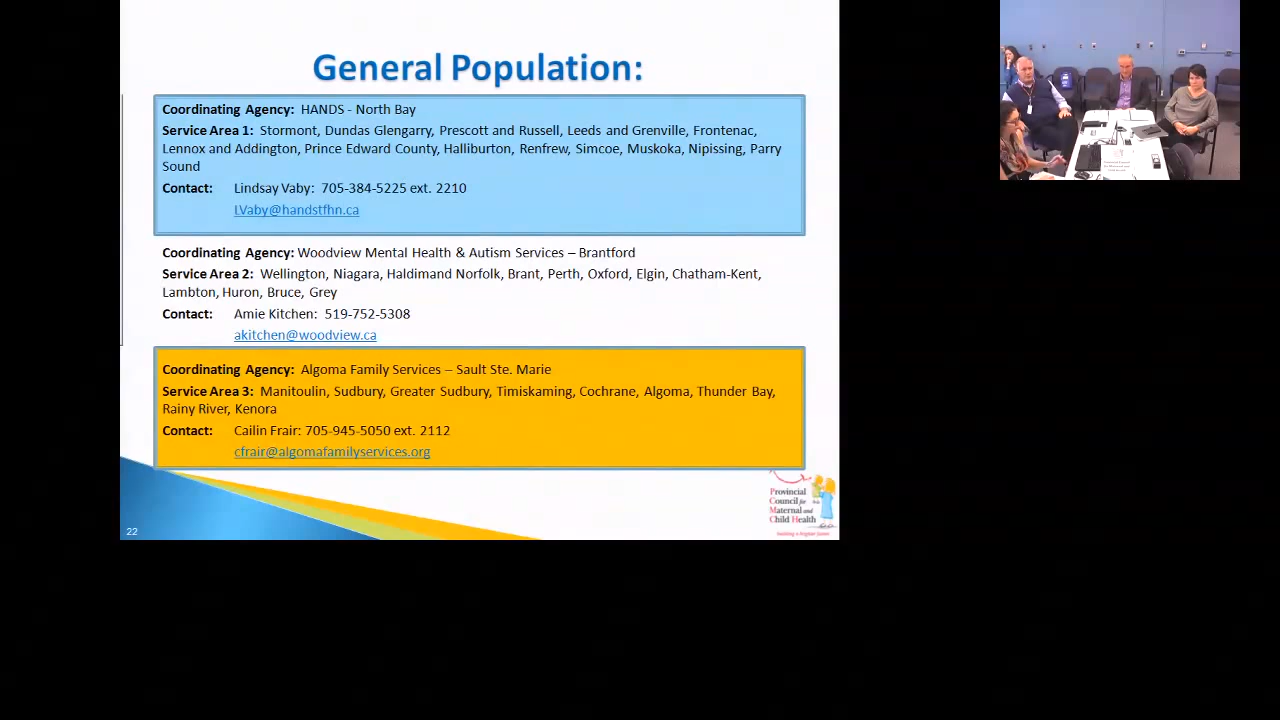 General Population:
Coordinating Agency: HANDS - North Bay
Service Area 1: Stormont, Dundas Glengarry, Prescott and Russell, Leeds and Grenville, Frontenac,
Lennox and Addington, Prince Edward County, Halliburton, Renfrew, Simcoe, Muskoka, Nipissing, Parry
Sound
Contact: Lindsay Vaby: 705-384-5225 ext. 2210
LVaby@handstfhn.ca
Coordinating Agency: Woodview Mental Health & Autism Services – Brantford
Service Area 2: Wellington, Niagara, Haldimand Norfolk, Brant, Perth, Oxford, Elgin, Chatham-Kent,
Lambton, Huron, Bruce, Grey
Contact: Amie Kitchen: 519-752-5308
akitchen@woodview.ca
Coordinating Agency: Algoma Family Services – Sault Ste. Marie
Service Area 3: Manitoulin, Sudbury, Greater Sudbury, Timiskaming, Cochrane, Algoma, Thunder Bay,
Rainy River, Kenora
Contact: Cailin Frair: 705-945-5050 ext. 2112
cfrair@algomafamilyservices.org
Provincial
Council for
Maternal and
Child Health
22